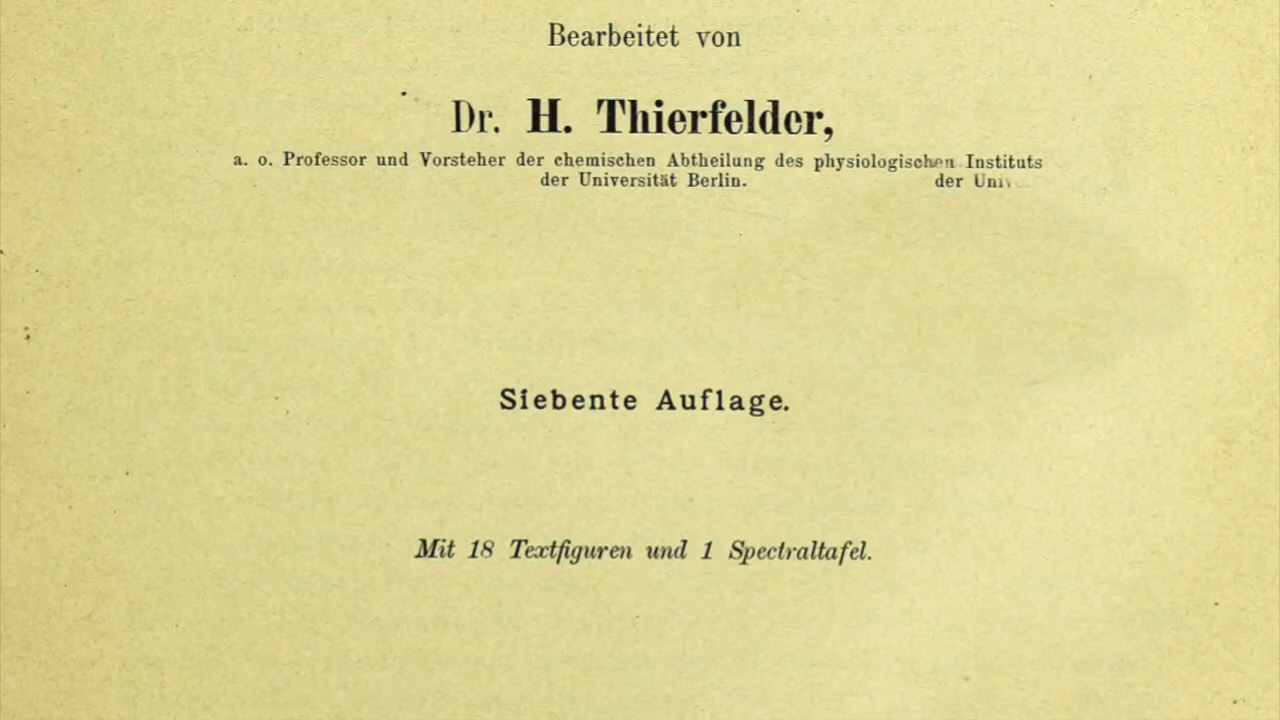 Bearbeitet von
Dr. H. Thierfelder,
a. o. Professor und Vorsteher der chemischen Abtheilung des physiologischen Instituts
der Universität Berlin. der
Siebente Auflage.
Mit 18 Textfiguren und 1 Spectraltafel.